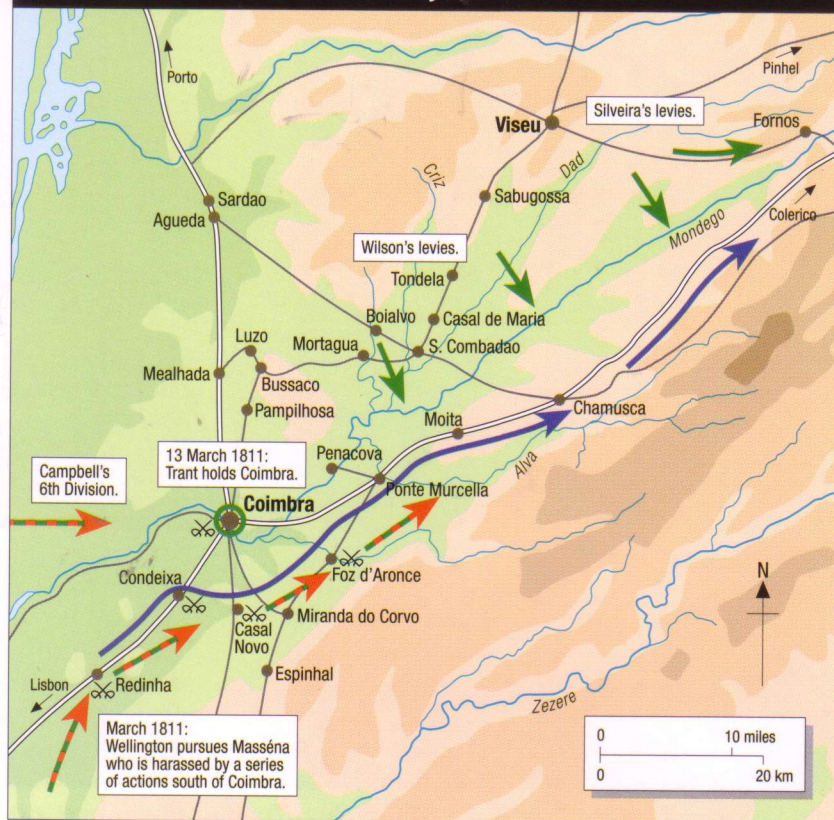 Porto
Pinhel
Viseu
Silveira's levies.
Fornos
Criz
Dad
Sardao
Sabugossa
Agueda
Colerico
Mondego
Wilson's levies.
Tondela
Boialvo
Casal de Maria
Luzo
Mortagua
S. Combadao
Mealhada
Bussaco
Chamusca
Pampilhosa
Moita
13 March 1811:
Trant holds Coimbra.
Penacova
Alva
Campbell's
6th Division.
Ponte Murcella
Coimbra
Foz d'Aronce
Condeixa
N
Miranda do Corvo
Casal
Novo
Espinhal
Lisbon
Redinha
Zezere
March 1811:
Wellington pursues Masséna
who is harassed by a series
of actions south of Coimbra.
0 10 miles
0 20 km